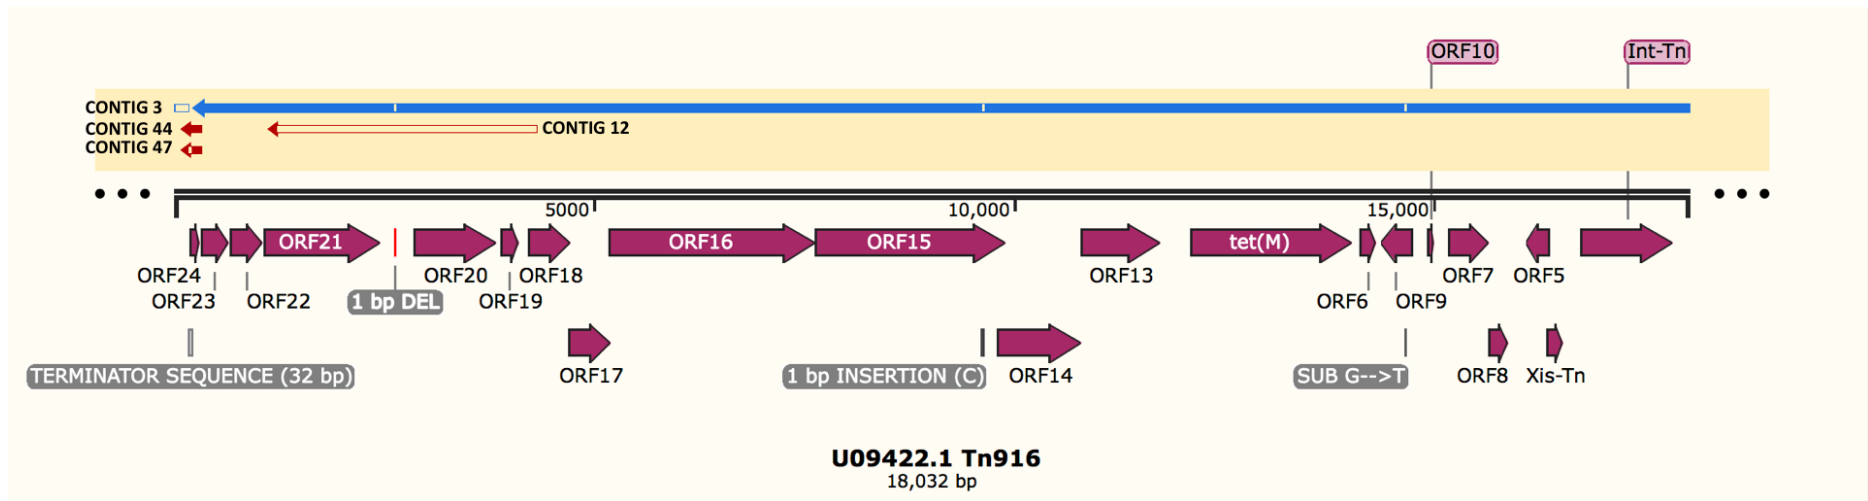 ORF10
Int-Tn
CONTIG 3
CONTIG 44
CONTIG 12
CONTIG 47
5000
10,000
15,000
ORF21
ORF16
ORF15
tet(M)
ORF24
ORF20
ORF18
ORF13
ORF7
ORF5
ORF23
ORF22
1 bp DEL
ORF19
ORF6
ORF9
TERMINATOR SEQUENCE (32 bp)
ORF17
1 bp INSERTION (C)
ORF14
SUB G-->T
ORF8
Xis-Tn
U09422.1 Tn916
18,032 bp